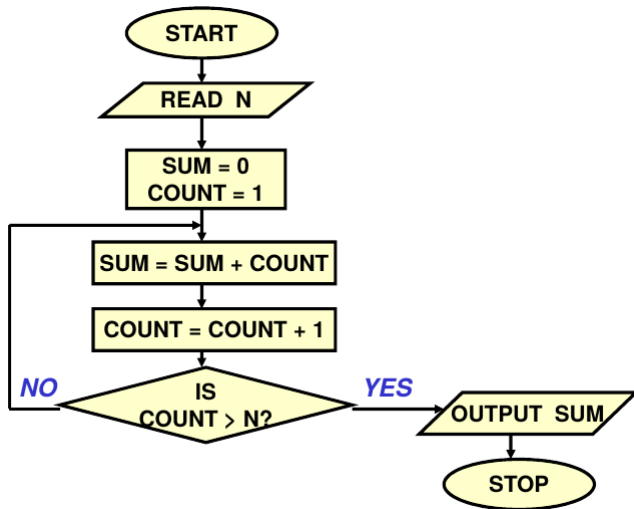 START
READ N
SUM = 0
COUNT = 1
SUM = SUM + COUNT
COUNT = COUNT + 1
IS
COUNT > N?
NO
YES
OUTPUT SUM
STOP